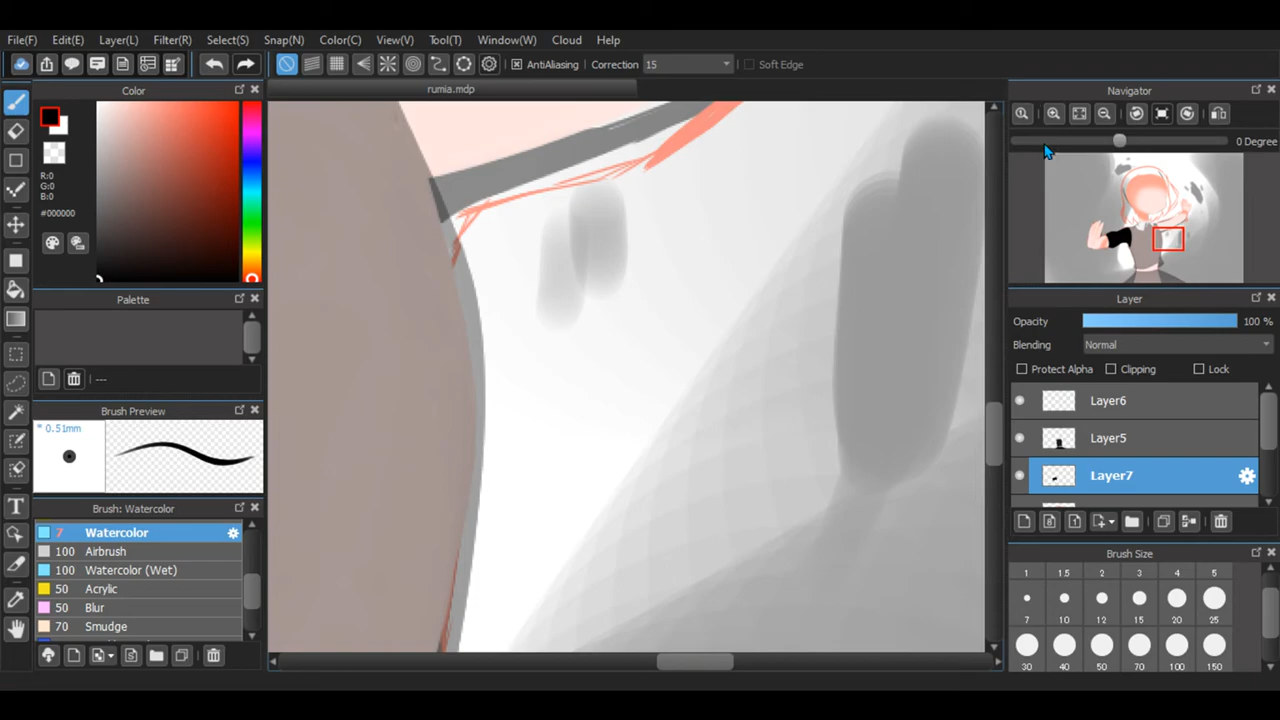 File(F) Edit(E) Layer(L) Filter(R) Select(S) Snap(N) Color(C) View(V) Tool(T) Window(W) Cloud Help
AntiAliasing Correction 15 Soft Edge
Color
rumia.mdp
Navigator
0 Degree
R:0
G:0
B:0
#000000
Palette
---
Layer
Opacity 100 %
Blending Normal
Protect Alpha Clipping Lock
Layer6
Layer5
Layer7
Brush Preview
* 0.51mm
Brush: Watercolor
7 Watercolor
100 Airbrush
100 Watercolor (Wet)
50 Acrylic
50 Blur
70 Smudge
Brush Size
1 1.5 2 3 4 5
7 10 12 15 20 25
30 40 50 70 100 150